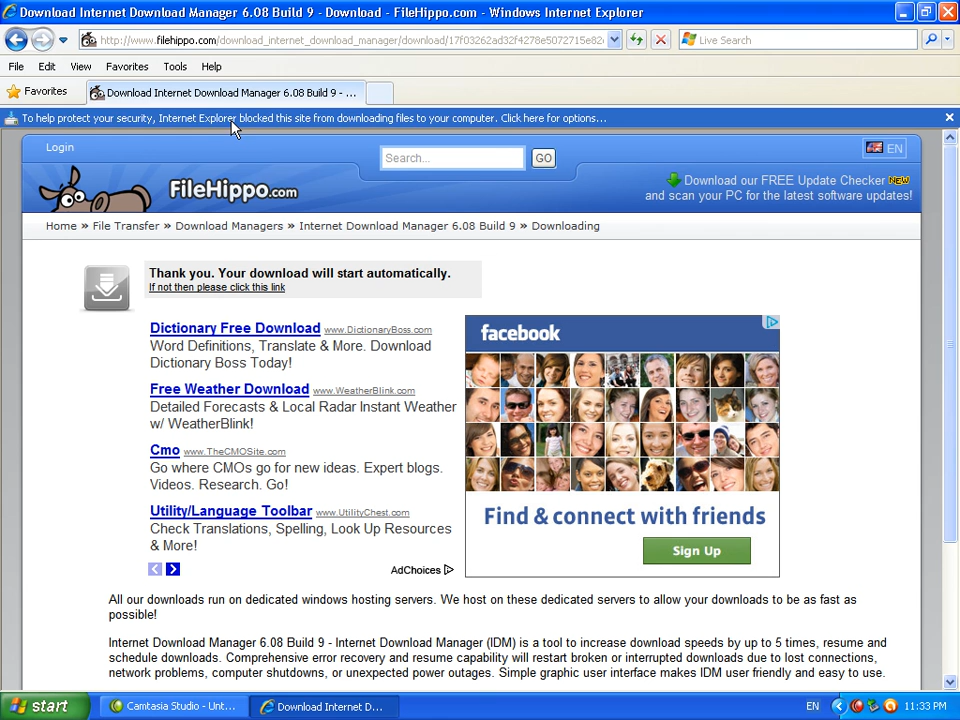 Download Internet Download Manager 6.08 Build 9 - Download - FileHippo.com - Windows Internet Explorer
http://www.filehippo.com/download_internet_download_manager/download/17f03262ad32f4278e5072715e82
Live Search
File Edit View Favorites Tools Help
Favorites
Download Internet Download Manager 6.08 Build 9 - ...
To help protect your security, Internet Explorer blocked this site from downloading files to your computer. Click here for options...
Login
Search...
GO
EN
FileHippo.com
Download our FREE Update Checker NEW
and scan your PC for the latest software updates!
Home » File Transfer » Download Managers » Internet Download Manager 6.08 Build 9 » Downloading
Thank you. Your download will start automatically.
If not then please click this link
Dictionary Free Download www.DictionaryBoss.com
Word Definitions, Translate & More. Download
Dictionary Boss Today!
Free Weather Download www.WeatherBlink.com
Detailed Forecasts & Local Radar Instant Weather
w/ WeatherBlink!
Cmo www.TheCMOSite.com
Go where CMOs go for new ideas. Expert blogs.
Videos. Research. Go!
Utility/Language Toolbar www.UtilityChest.com
Check Translations, Spelling, Look Up Resources
& More!
AdChoices
facebook
Find & connect with friends
Sign Up
All our downloads run on dedicated windows hosting servers. We host on these dedicated servers to allow your downloads to be as fast as
possible!
Internet Download Manager 6.08 Build 9 - Internet Download Manager (IDM) is a tool to increase download speeds by up to 5 times, resume and
schedule downloads. Comprehensive error recovery and resume capability will restart broken or interrupted downloads due to lost connections,
network problems, computer shutdowns, or unexpected power outages. Simple graphic user interface makes IDM user friendly and easy to use.
start
Camtasia Studio - Unt...
Download Internet D...
EN
11:33 PM